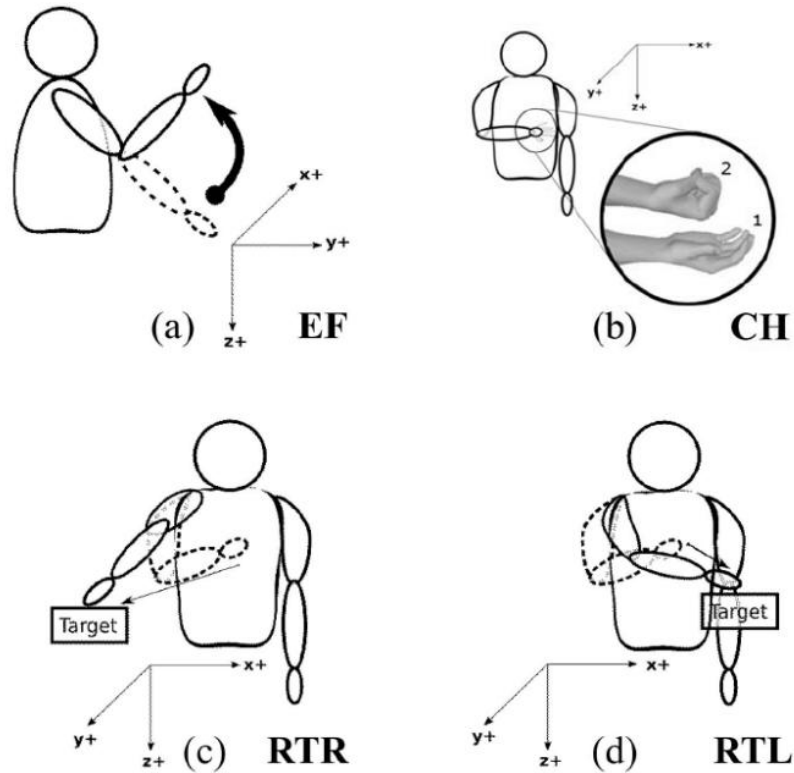 x+
y+
z+
(a) EF
x+
y+
z+
2
1
(b) CH
Target
x+
y+
z+
(c) RTR
Target
x+
y+
z+
(d) RTL